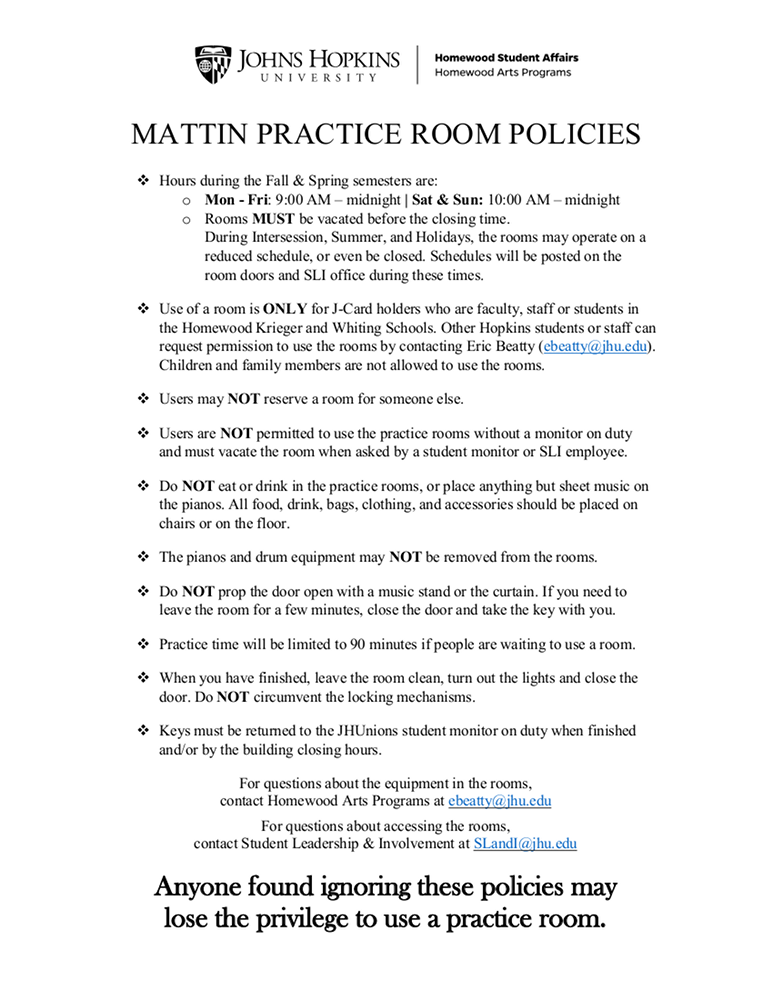 JOHNS HOPKINS
UNIVERSITY
Homewood Student Affairs
Homewood Arts Programs
MATTIN PRACTICE ROOM POLICIES
❖ Hours during the Fall & Spring semesters are:
o Mon - Fri: 9:00 AM – midnight | Sat & Sun: 10:00 AM – midnight
o Rooms MUST be vacated before the closing time.
During Intersession, Summer, and Holidays, the rooms may operate on a
reduced schedule, or even be closed. Schedules will be posted on the
room doors and SLI office during these times.
❖ Use of a room is ONLY for J-Card holders who are faculty, staff or students in
the Homewood Krieger and Whiting Schools. Other Hopkins students or staff can
request permission to use the rooms by contacting Eric Beatty (ebeatty@jhu.edu).
Children and family members are not allowed to use the rooms.
❖ Users may NOT reserve a room for someone else.
❖ Users are NOT permitted to use the practice rooms without a monitor on duty
and must vacate the room when asked by a student monitor or SLI employee.
❖ Do NOT eat or drink in the practice rooms, or place anything but sheet music on
the pianos. All food, drink, bags, clothing, and accessories should be placed on
chairs or on the floor.
❖ The pianos and drum equipment may NOT be removed from the rooms.
❖ Do NOT prop the door open with a music stand or the curtain. If you need to
leave the room for a few minutes, close the door and take the key with you.
❖ Practice time will be limited to 90 minutes if people are waiting to use a room.
❖ When you have finished, leave the room clean, turn out the lights and close the
door. Do NOT circumvent the locking mechanisms.
❖ Keys must be returned to the JHUnions student monitor on duty when finished
and/or by the building closing hours.
For questions about the equipment in the rooms,
contact Homewood Arts Programs at ebeatty@jhu.edu
For questions about accessing the rooms,
contact Student Leadership & Involvement at SLandI@jhu.edu
Anyone found ignoring these policies may
lose the privilege to use a practice room.